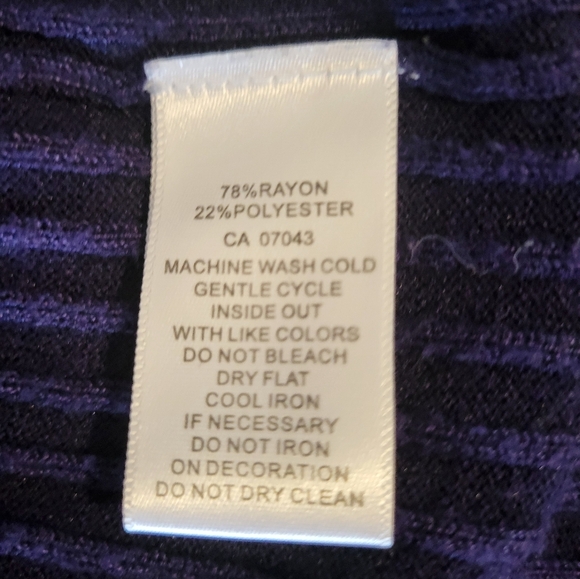 78%RAYON
22%POLYESTER
CA 07043
MACHINE WASH COLD
GENTLE CYCLE
INSIDE OUT
WITH LIKE COLORS
DO NOT BLEACH
DRY FLAT
COOL IRON
IF NECESSARY
DO NOT IRON
ON DECORATION
DO NOT DRY CLEAN